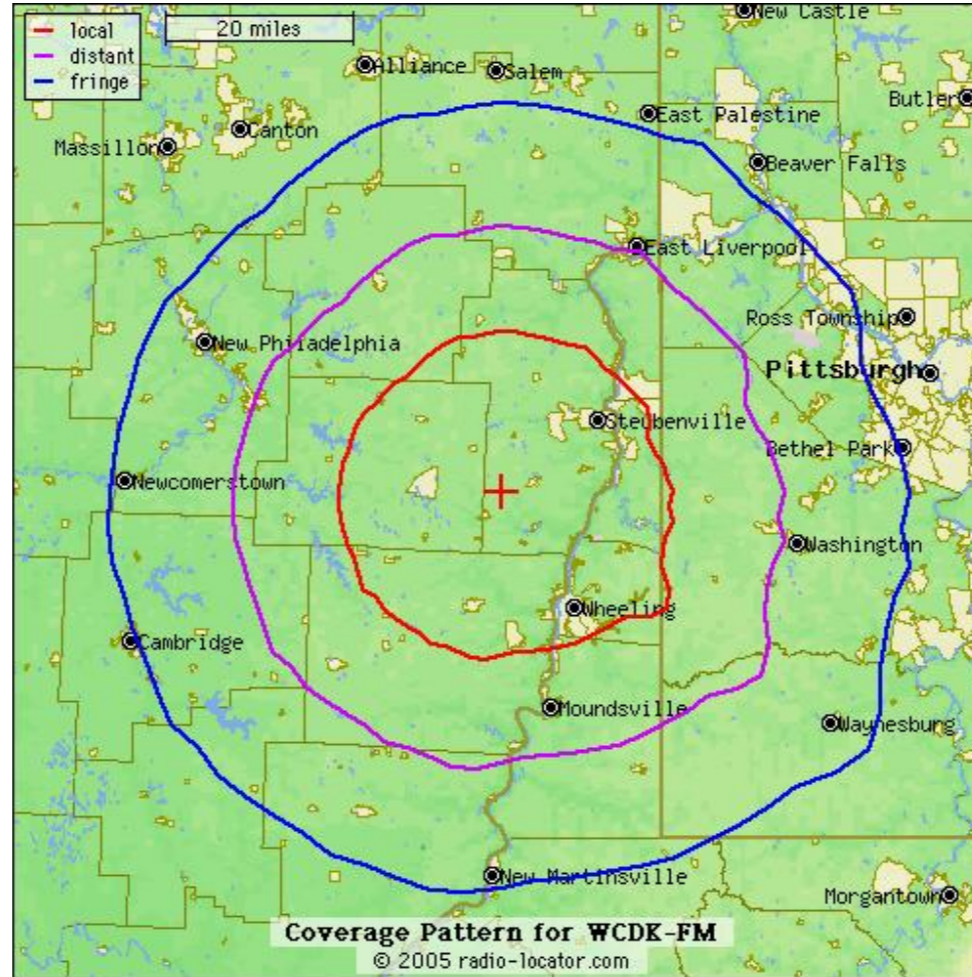 local
distant
fringe
20 miles
New Castle
Alliance
Salem
Butler
East Palestine
Canton
Massillon
Beaver Falls
East Liverpool
Ross Township
New Philadelphia
Pittsburgh
Steubenville
Bethel Park
Newcomerstown
Washington
Wheeling
Cambridge
Moundsville
Waynesburg
New Martinsville
Morgantown
Coverage Pattern for WCDK-FM
© 2005 radio-locator.com